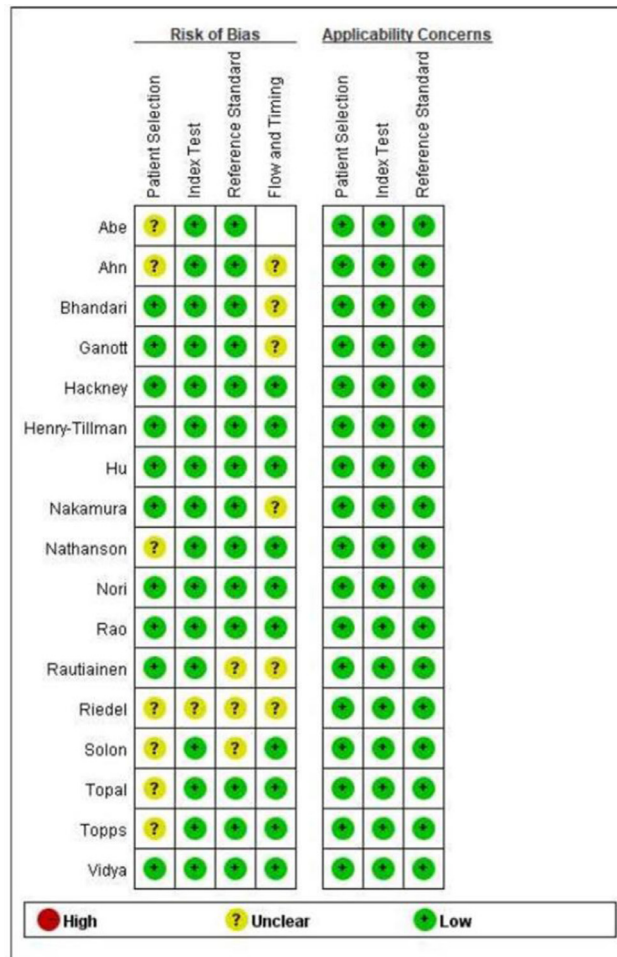 Risk of Bias Applicability Concerns
Patient Selection
Index Test
Reference Standard
Flow and Timing
Patient Selection
Index Test
Reference Standard
Abe ? + + + + +
Ahn ? + + ? + + +
Bhandari + + + ? + + +
Ganott + + + ? + + +
Hackney + + + + + + +
Henry-Tillman + + + + + + +
Hu + + + + + + +
Nakamura + + + ? + + +
Nathanson ? + + + + + +
Nori + + + + + + +
Rao + + + + + + +
Rautiainen + + ? ? + + +
Riedel ? ? ? ? + + +
Solon ? + ? + + + +
Topal ? + + + + + +
Topps ? + + + + + +
Vidya + + + + + + +
- High ? Unclear + Low